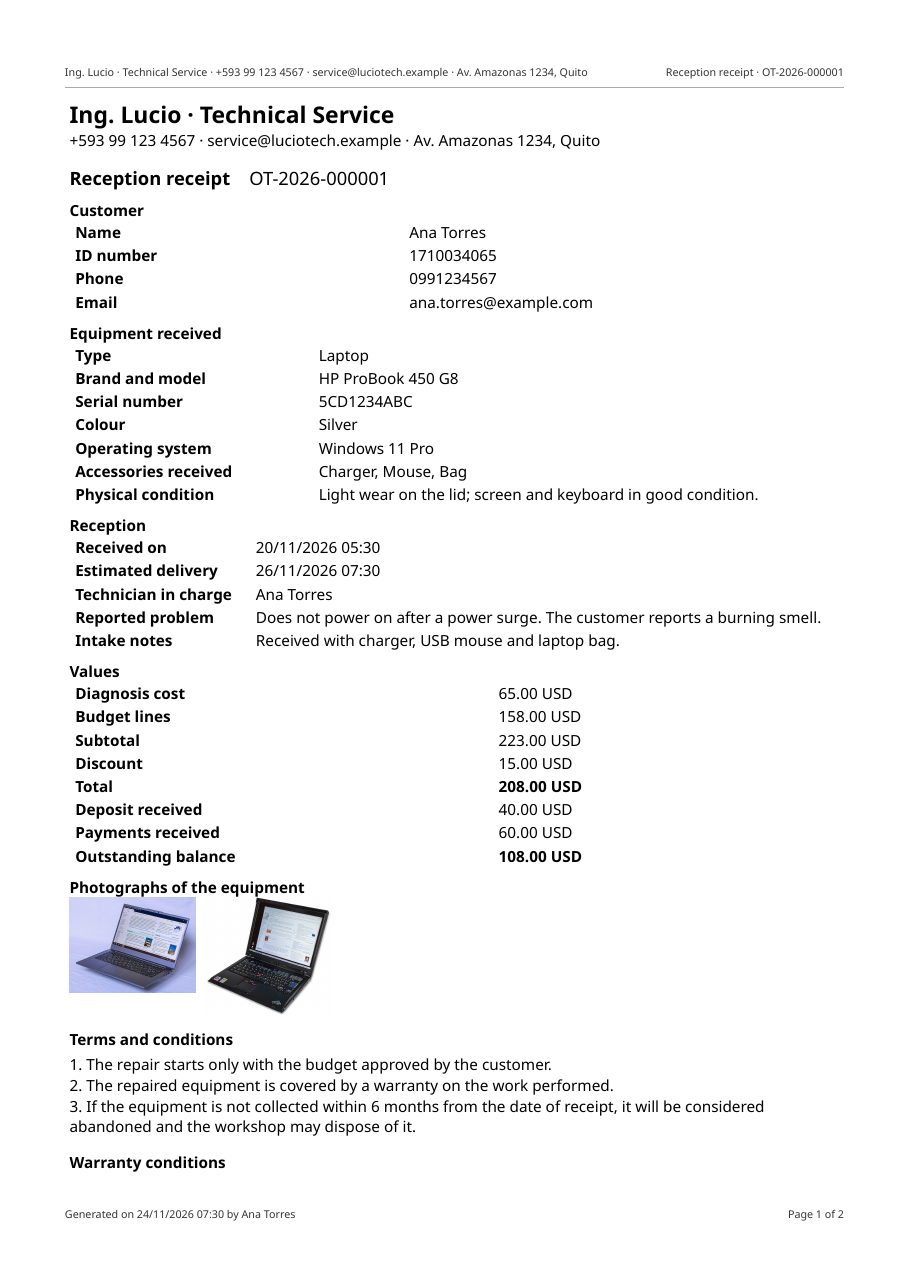 Ing. Lucio · Technical Service · +593 99 123 4567 · service@luciotech.example · Av. Amazonas 1234, Quito Reception receipt · OT-2026-000001
Ing. Lucio · Technical Service
+593 99 123 4567 · service@luciotech.example · Av. Amazonas 1234, Quito
Reception receipt OT-2026-000001
Customer
Name Ana Torres
ID number 1710034065
Phone 0991234567
Email ana.torres@example.com
Equipment received
Type Laptop
Brand and model HP ProBook 450 G8
Serial number 5CD1234ABC
Colour Silver
Operating system Windows 11 Pro
Accessories received Charger, Mouse, Bag
Physical condition Light wear on the lid; screen and keyboard in good condition.
Reception
Received on 20/11/2026 05:30
Estimated delivery 26/11/2026 07:30
Technician in charge Ana Torres
Reported problem Does not power on after a power surge. The customer reports a burning smell.
Intake notes Received with charger, USB mouse and laptop bag.
Values
Diagnosis cost 65.00 USD
Budget lines 158.00 USD
Subtotal 223.00 USD
Discount 15.00 USD
Total 208.00 USD
Deposit received 40.00 USD
Payments received 60.00 USD
Outstanding balance 108.00 USD
Photographs of the equipment
Terms and conditions
1. The repair starts only with the budget approved by the customer.
2. The repaired equipment is covered by a warranty on the work performed.
3. If the equipment is not collected within 6 months from the date of receipt, it will be considered
abandoned and the workshop may dispose of it.
Warranty conditions
Generated on 24/11/2026 07:30 by Ana Torres Page 1 of 2